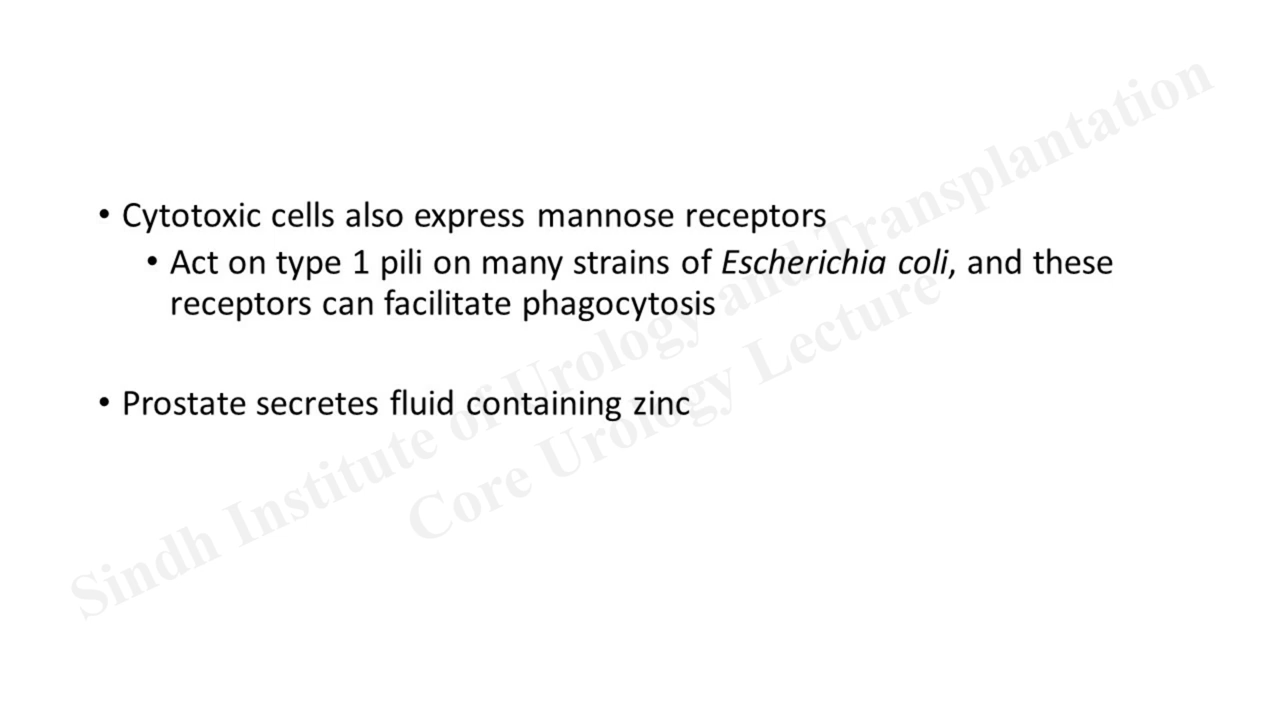 • Cytotoxic cells also express mannose receptors
• Act on type 1 pili on many strains of Escherichia coli, and these
receptors can facilitate phagocytosis
• Prostate secretes fluid containing zinc
Sindh Institute of Urology and Transplantation
Core Urology Lecture